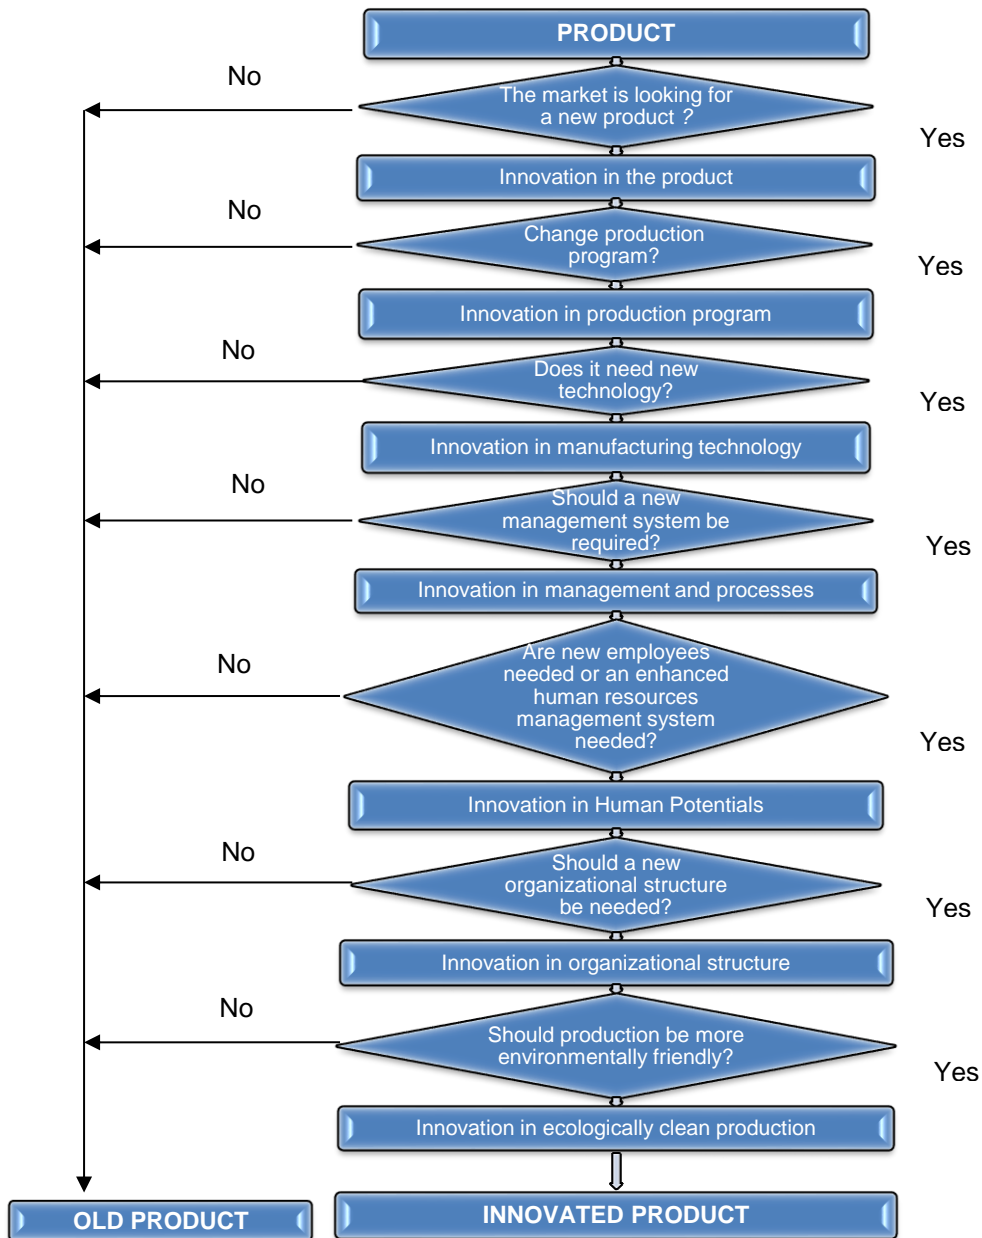 PRODUCT
No
The market is looking for
a new product ?
Yes
Innovation in the product
No
Change production
program?
Yes
Innovation in production program
No
Does it need new
technology?
Yes
Innovation in manufacturing technology
No
Should a new
management system be
required?
Yes
Innovation in management and processes
No
Are new employees
needed or an enhanced
human resources
management system
needed?
Yes
Innovation in Human Potentials
No
Should a new
organizational structure
be needed?
Yes
Innovation in organizational structure
No
Should production be more
environmentally friendly?
Yes
Innovation in ecologically clean production
OLD PRODUCT
INNOVATED PRODUCT